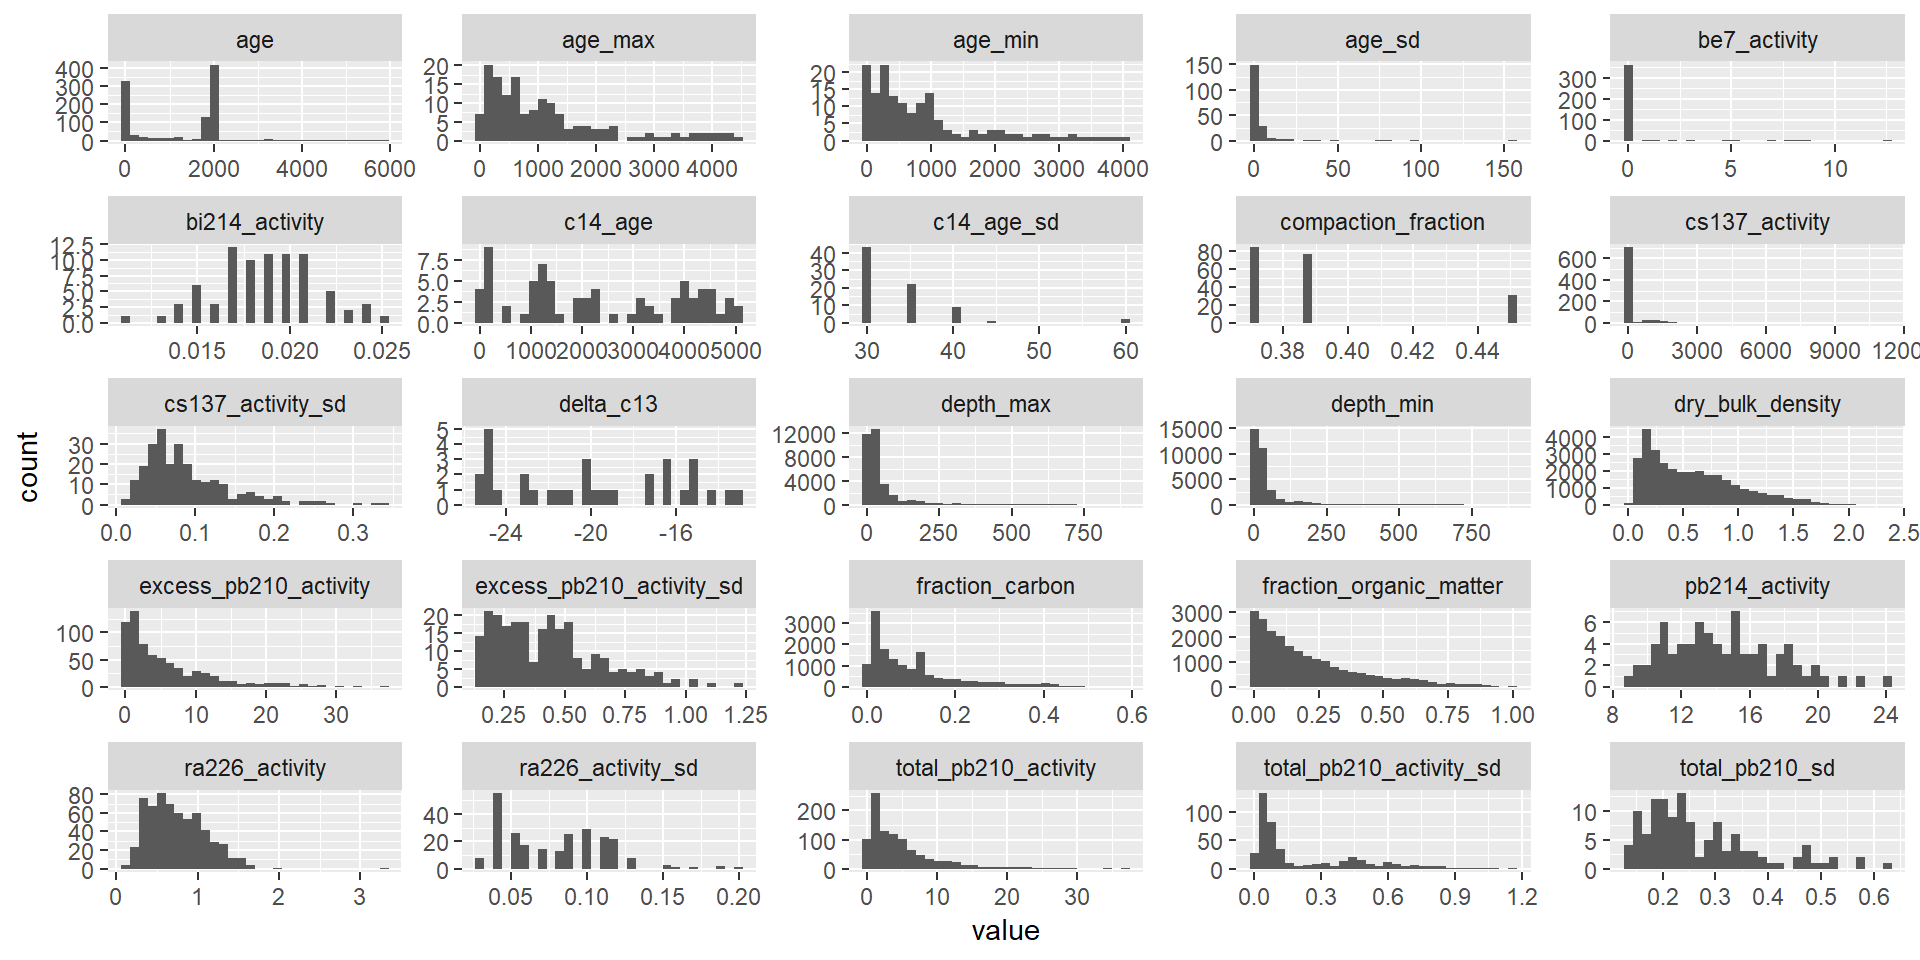 age age_max age_min age_sd be7_activity
400 300 200 100 0
20 15 10 5 0
20 15 10 5 0
150 100 50 0
300 200 100 0
0 2000 4000 6000
0 1000 2000 3000 4000
0 1000 2000 3000 4000
0 50 100 150
0 5 10
bi214_activity c14_age c14_age_sd compaction_fraction cs137_activity
12.5 10.0 7.5 5.0 2.5 0.0
7.5 5.0 2.5 0.0
40 30 20 10 0
80 60 40 20 0
600 400 200 0
0.015 0.020 0.025
0 1000 2000 3000 4000 5000
30 40 50 60
0.38 0.40 0.42 0.44
0 3000 6000 9000 1200
cs137_activity_sd delta_c13 depth_max depth_min dry_bulk_density
30 20 10 0
5 4 3 2 1 0
12000 8000 4000 0
15000 10000 5000 0
4000 3000 2000 1000 0
0.0 0.1 0.2 0.3
-24 -20 -16
0 250 500 750
0 250 500 750
0.0 0.5 1.0 1.5 2.0 2.5
excess_pb210_activity excess_pb210_activity_sd fraction_carbon fraction_organic_matter pb214_activity
100 50 0
20 15 10 5 0
3000 2000 1000 0
3000 2000 1000 0
6 4 2 0
0 10 20 30
0.25 0.50 0.75 1.00 1.25
0.0 0.2 0.4 0.6
0.00 0.25 0.50 0.75 1.00
8 12 16 20 24
ra226_activity ra226_activity_sd total_pb210_activity total_pb210_activity_sd total_pb210_sd
80 60 40 20 0
40 20 0
200 100 0
100 50 0
10 5 0
0 1 2 3
0.05 0.10 0.15 0.20
0 10 20 30
0.0 0.3 0.6 0.9 1.2
0.2 0.3 0.4 0.5 0.6
count
value